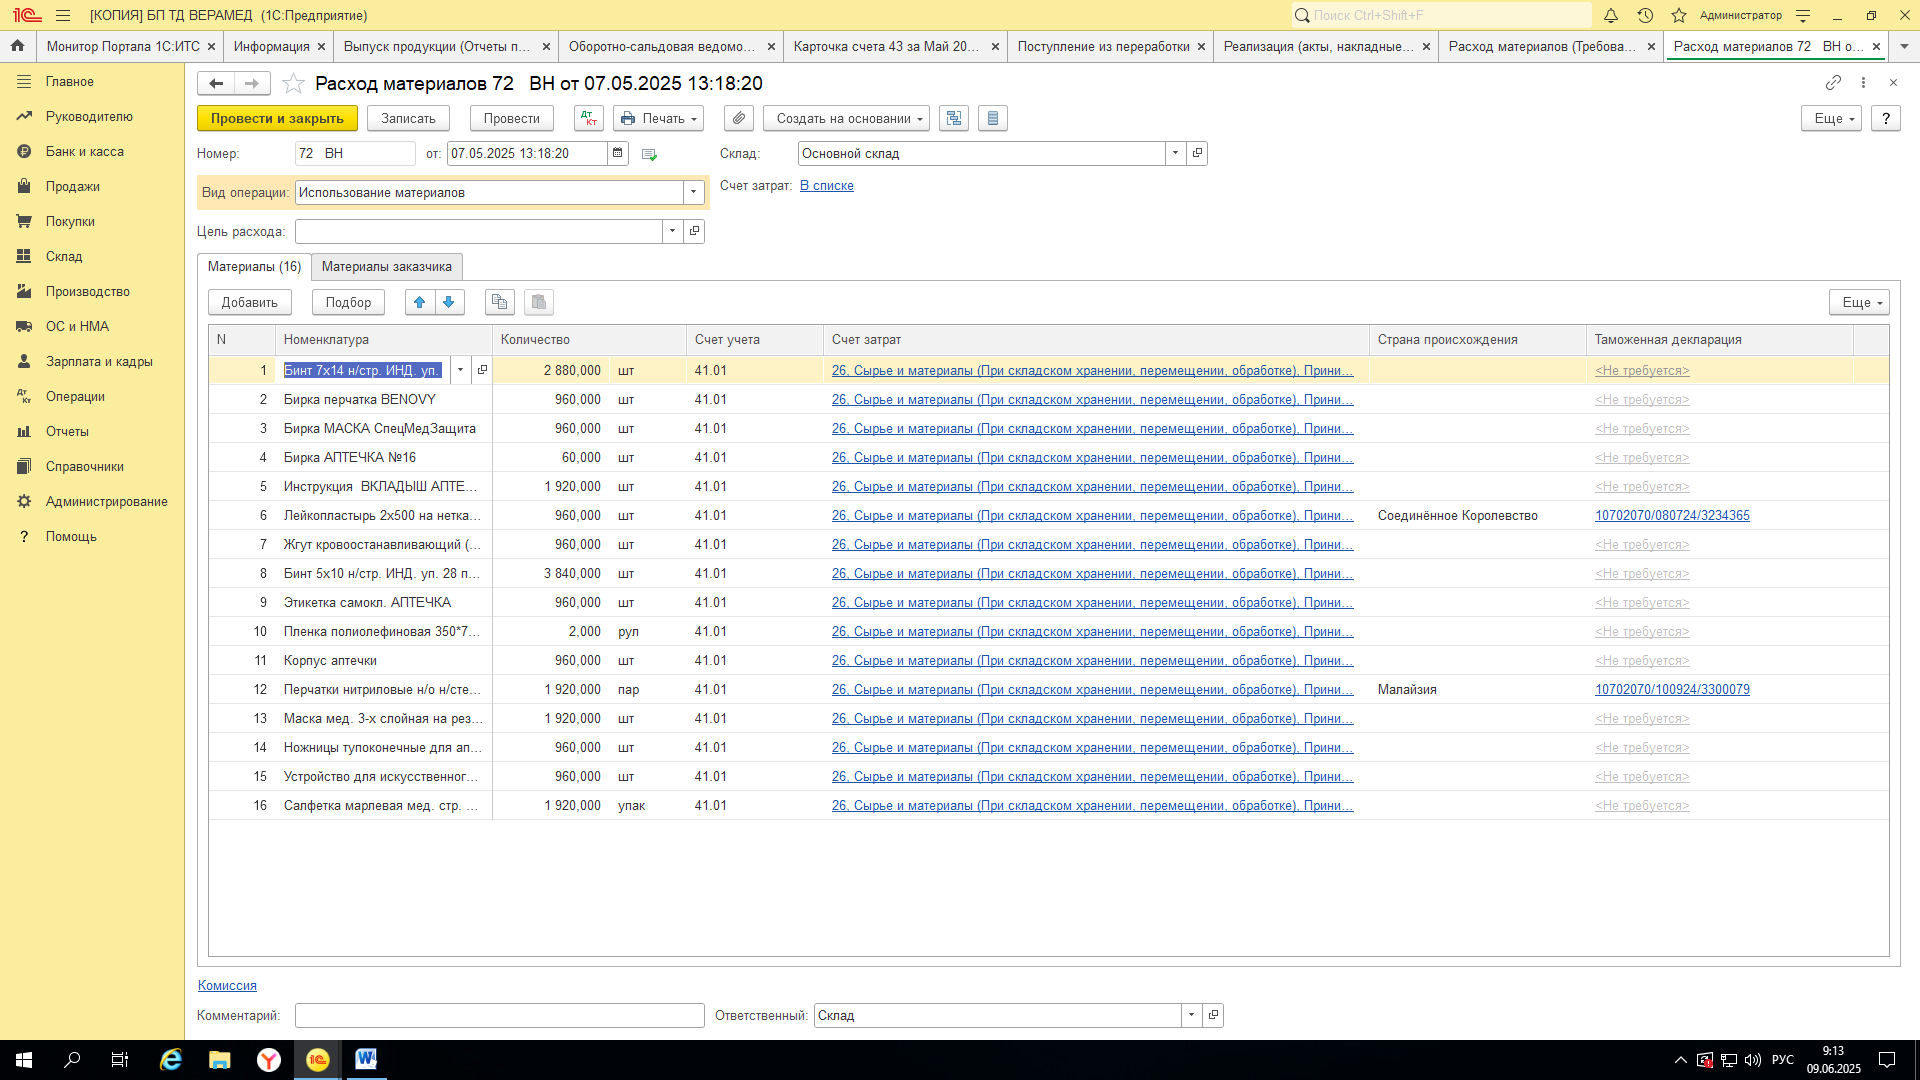 [КОПИЯ] БП ТД ВЕРАМЕД (1С:Предприятие)
Поиск Ctrl+Shift+F
Администратор
Монитор Портала 1С:ИТС
Информация
Выпуск продукции (Отчеты п...
Оборотно-сальдовая ведомо...
Карточка счета 43 за Май 20...
Поступление из переработки
Реализация (акты, накладные...
Расход материалов (Требова...
Расход материалов 72 ВН о...
Главное
Руководителю
Банк и касса
Продажи
Покупки
Склад
Производство
ОС и НМА
Зарплата и кадры
Операции
Отчеты
Справочники
Администрирование
? Помощь
Расход материалов 72 ВН от 07.05.2025 13:18:20
Провести и закрыть
Записать
Провести
Дт Кт
Печать
Создать на основании
Еще
?
Номер: 72 ВН от: 07.05.2025 13:18:20
Склад: Основной склад
Вид операции: Использование материалов
Счет затрат: В списке
Цель расхода:
Материалы (16)
Материалы заказчика
Добавить
Подбор
Еще
N Номенклатура Количество Счет учета Счет затрат Страна происхождения Таможенная декларация
1 Бинт 7х14 н/стр. ИНД. уп. 2 880,000 шт 41.01 26, Сырье и материалы (При складском хранении, перемещении, обработке), Прини... <Не требуется>
2 Бирка перчатка BENOVY 960,000 шт 41.01 26, Сырье и материалы (При складском хранении, перемещении, обработке), Прини... <Не требуется>
3 Бирка МАСКА СпецМедЗащита 960,000 шт 41.01 26, Сырье и материалы (При складском хранении, перемещении, обработке), Прини... <Не требуется>
4 Бирка АПТЕЧКА №16 60,000 шт 41.01 26, Сырье и материалы (При складском хранении, перемещении, обработке), Прини... <Не требуется>
5 Инструкция ВКЛАДЫШ АПТЕ... 1 920,000 шт 41.01 26, Сырье и материалы (При складском хранении, перемещении, обработке), Прини... <Не требуется>
6 Лейкопластырь 2х500 на нетка... 960,000 шт 41.01 26, Сырье и материалы (При складском хранении, перемещении, обработке), Прини... Соединённое Королевство 10702070/080724/3234365
7 Жгут кровоостанавливающий (... 960,000 шт 41.01 26, Сырье и материалы (При складском хранении, перемещении, обработке), Прини... <Не требуется>
8 Бинт 5х10 н/стр. ИНД. уп. 28 п... 3 840,000 шт 41.01 26, Сырье и материалы (При складском хранении, перемещении, обработке), Прини... <Не требуется>
9 Этикетка самокл. АПТЕЧКА 960,000 шт 41.01 26, Сырье и материалы (При складском хранении, перемещении, обработке), Прини... <Не требуется>
10 Пленка полиолефиновая 350*7... 2,000 рул 41.01 26, Сырье и материалы (При складском хранении, перемещении, обработке), Прини... <Не требуется>
11 Корпус аптечки 960,000 шт 41.01 26, Сырье и материалы (При складском хранении, перемещении, обработке), Прини... <Не требуется>
12 Перчатки нитриловые н/о н/сте... 1 920,000 пар 41.01 26, Сырье и материалы (При складском хранении, перемещении, обработке), Прини... Малайзия 10702070/100924/3300079
13 Маска мед. 3-х слойная на рез... 1 920,000 шт 41.01 26, Сырье и материалы (При складском хранении, перемещении, обработке), Прини... <Не требуется>
14 Ножницы тупоконечные для ап... 960,000 шт 41.01 26, Сырье и материалы (При складском хранении, перемещении, обработке), Прини... <Не требуется>
15 Устройство для искусственног... 960,000 шт 41.01 26, Сырье и материалы (При складском хранении, перемещении, обработке), Прини... <Не требуется>
16 Салфетка марлевая мед. стр. ... 1 920,000 упак 41.01 26, Сырье и материалы (При складском хранении, перемещении, обработке), Прини... <Не требуется>
Комиссия
Комментарий:
Ответственный: Склад
РУС
9:13
09.06.2025